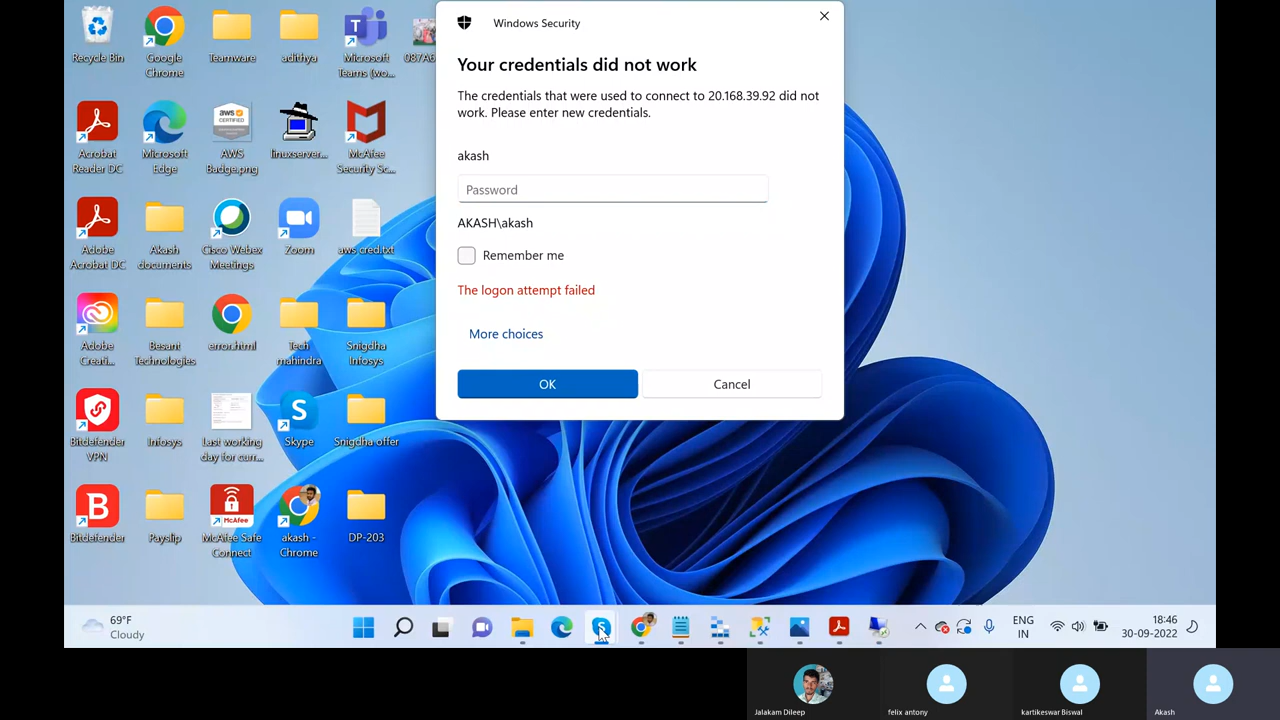 Windows Security
Your credentials did not work
The credentials that were used to connect to 20.168.39.92 did not
work. Please enter new credentials.
akash
Password
AKASH\akash
Remember me
The logon attempt failed
More choices
OK
Cancel
Recycle Bin
Google
Chrome
Teamware
adithya
Microsoft
Teams (wo...
087A6
Acrobat
Reader DC
Microsoft
Edge
aws
CERTIFIED
AWS
Badge.png
linuxserver...
McAfee
Security Sc...
Adobe
Acrobat DC
Akash
documents
Cisco Webex
Meetings
Zoom
aws cred.txt
Adobe
Creati...
Besant
Technologies
error.html
Tech
mahindra
Snigdha
Infosys
Bitdefender
VPN
Infosys
Last working
day for curr...
Skype
Snigdha offer
Bitdefender
Payslip
McAfee
McAfee Safe
Connect
akash -
Chrome
DP-203
69°F
Cloudy
ENG
IN
18:46
30-09-2022
Jalakam Dileep
felix antony
kartikeswar Biswal
Akash